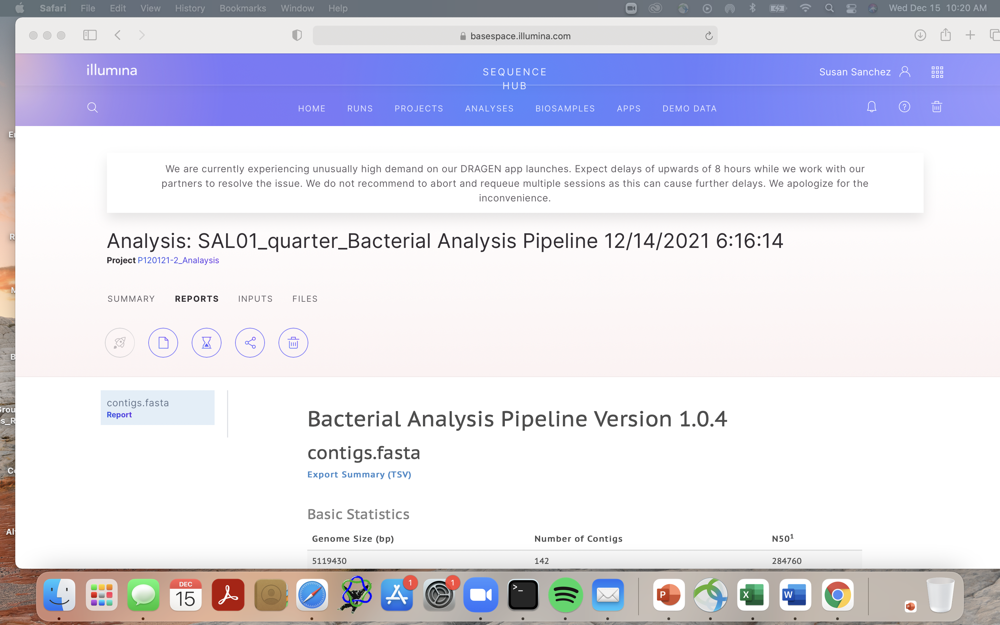 Safari File Edit View History Bookmarks Window Help Wed Dec 15 10:20 AM
basespace.illumina.com
illumina
SEQUENCE
HUB
Susan Sanchez
HOME RUNS PROJECTS ANALYSES BIOSAMPLES APPS DEMO DATA
We are currently experiencing unusually high demand on our DRAGEN app launches. Expect delays of upwards of 8 hours while we work with our
partners to resolve the issue. We do not recommend to abort and requeue multiple sessions as this can cause further delays. We apologize for the
inconvenience.
Analysis: SAL01_quarter_Bacterial Analysis Pipeline 12/14/2021 6:16:14
Project P120121-2_Analaysis
SUMMARY REPORTS INPUTS FILES
contigs.fasta
Report
Bacterial Analysis Pipeline Version 1.0.4
contigs.fasta
Export Summary (TSV)
Basic Statistics
Genome Size (bp) Number of Contigs N50¹
5119430 142 284760
DEC
15
1
1